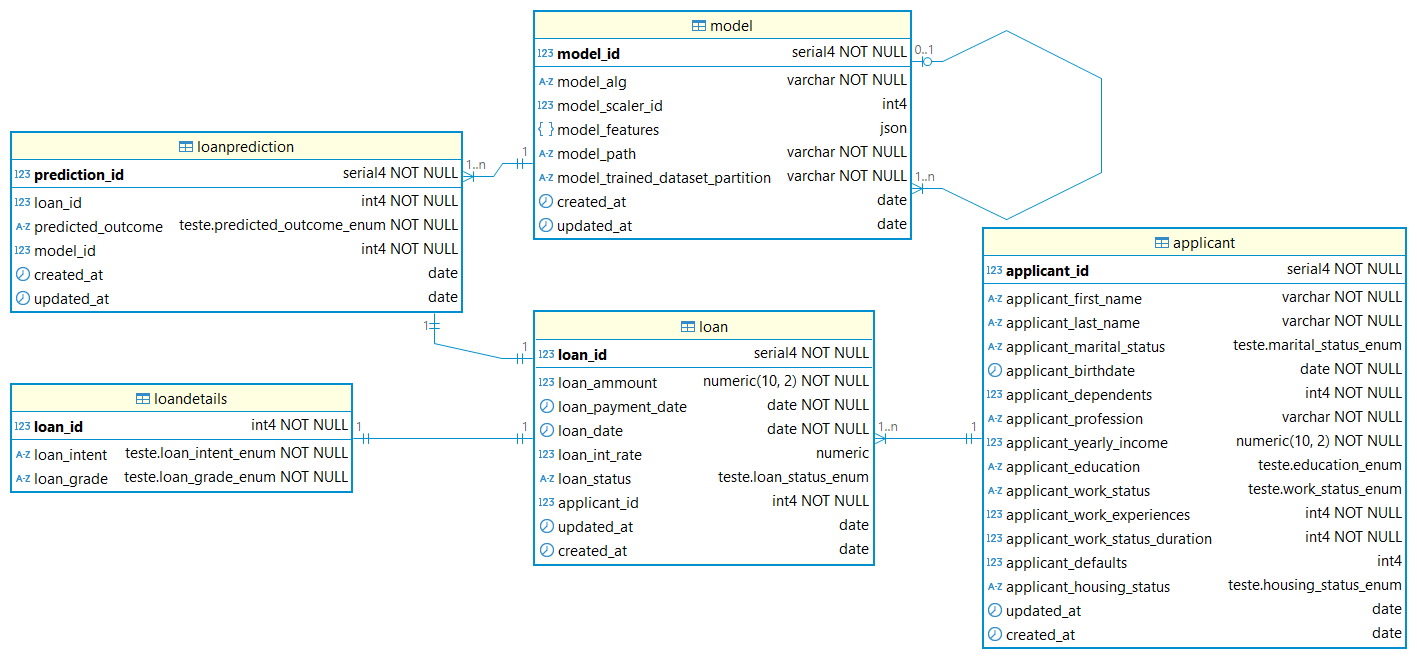 model
123 model_id serial4 NOT NULL
A-Z model_alg varchar NOT NULL
123 model_scaler_id int4
{ } model_features json
A-Z model_path varchar NOT NULL
A-Z model_trained_dataset_partition varchar NOT NULL
created_at date
updated_at date
0..1
1..n
loanprediction
123 prediction_id serial4 NOT NULL
123 loan_id int4 NOT NULL
A-Z predicted_outcome teste.predicted_outcome_enum NOT NULL
123 model_id int4 NOT NULL
created_at date
updated_at date
1..n
1
1
1
loan
123 loan_id serial4 NOT NULL
123 loan_ammount numeric(10, 2) NOT NULL
loan_payment_date date NOT NULL
loan_date date NOT NULL
123 loan_int_rate numeric
A-Z loan_status teste.loan_status_enum
123 applicant_id int4 NOT NULL
updated_at date
created_at date
loandetails
123 loan_id int4 NOT NULL
A-Z loan_intent teste.loan_intent_enum NOT NULL
A-Z loan_grade teste.loan_grade_enum NOT NULL
1
1
1..n
1
applicant
123 applicant_id serial4 NOT NULL
A-Z applicant_first_name varchar NOT NULL
A-Z applicant_last_name varchar NOT NULL
A-Z applicant_marital_status teste.marital_status_enum
applicant_birthdate date NOT NULL
123 applicant_dependents int4 NOT NULL
A-Z applicant_profession varchar NOT NULL
123 applicant_yearly_income numeric(10, 2) NOT NULL
A-Z applicant_education teste.education_enum
A-Z applicant_work_status teste.work_status_enum
123 applicant_work_experiences int4 NOT NULL
123 applicant_work_status_duration int4 NOT NULL
123 applicant_defaults int4
A-Z applicant_housing_status teste.housing_status_enum
updated_at date
created_at date